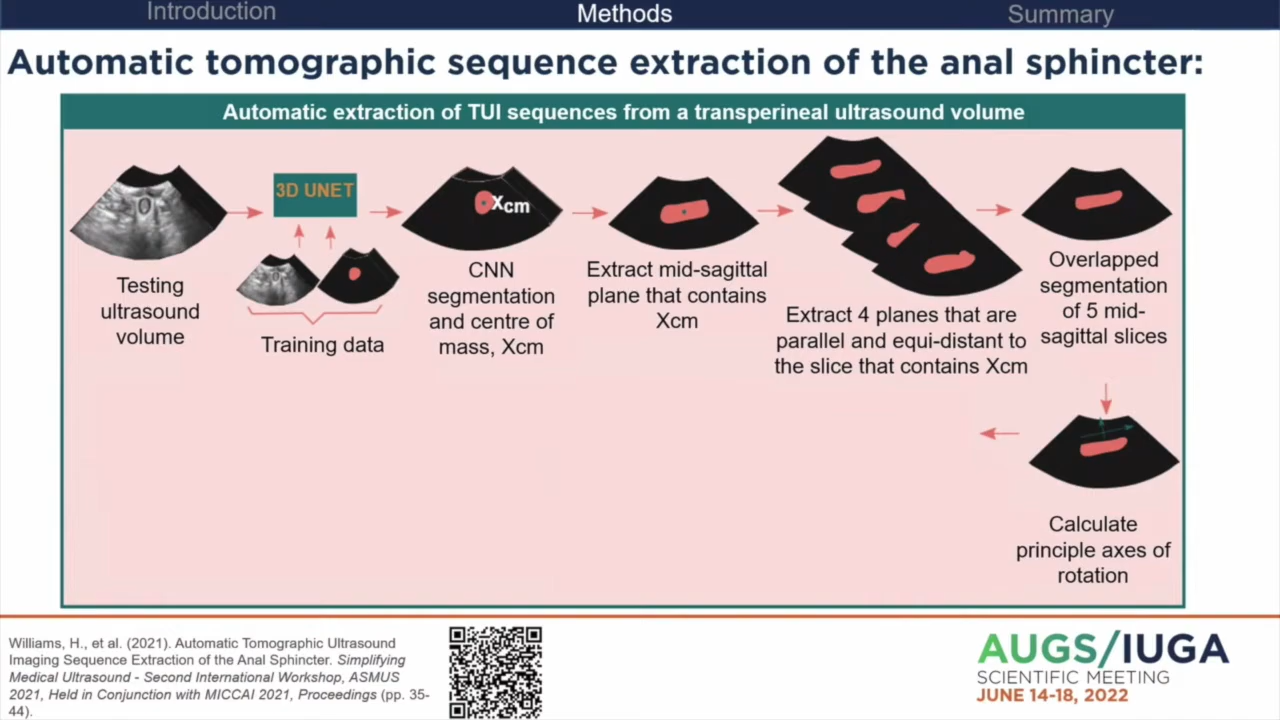 Introduction
Methods
Summary
Automatic tomographic sequence extraction of the anal sphincter:
Automatic extraction of TUI sequences from a transperineal ultrasound volume
Testing
ultrasound
volume
3D UNET
Training data
Xcm
CNN
segmentation
and centre of
mass, Xcm
Extract mid-sagittal
plane that contains
Xcm
Extract 4 planes that are
parallel and equi-distant to
the slice that contains Xcm
Overlapped
segmentation
of 5 mid-
sagittal slices
Calculate
principle axes of
rotation
Williams, H., et al. (2021). Automatic Tomographic Ultrasound
Imaging Sequence Extraction of the Anal Sphincter. Simplifying
Medical Ultrasound - Second International Workshop, ASMUS
2021, Held in Conjunction with MICCAI 2021, Proceedings (pp. 35-
44).
AUGS/IUGA
SCIENTIFIC MEETING
JUNE 14-18, 2022